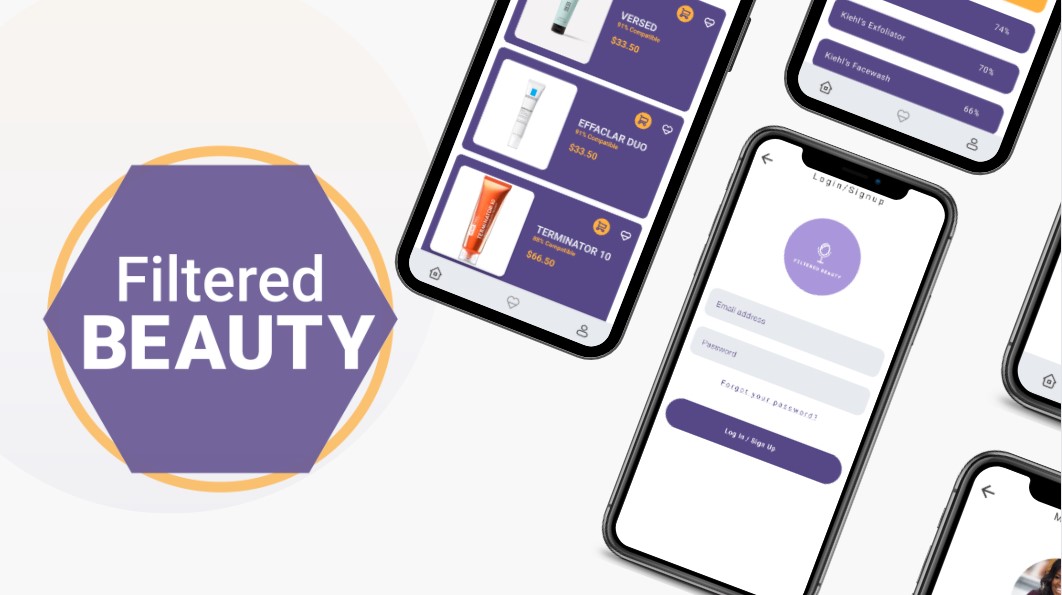 Filtered
BEAUTY
VERSED
91% Compatible
$33.50
EFFACLAR DUO
91% Compatible
$33.50
TERMINATOR 10
TERMINATOR 10
88% Compatible
$66.50
74%
Kiehl's Exfoliator
70%
Kiehl's Facewash
66%
Login/Signup
FILTERED BEAUTY
Email address
Password
Forgot your password?
Log In / Sign Up
M